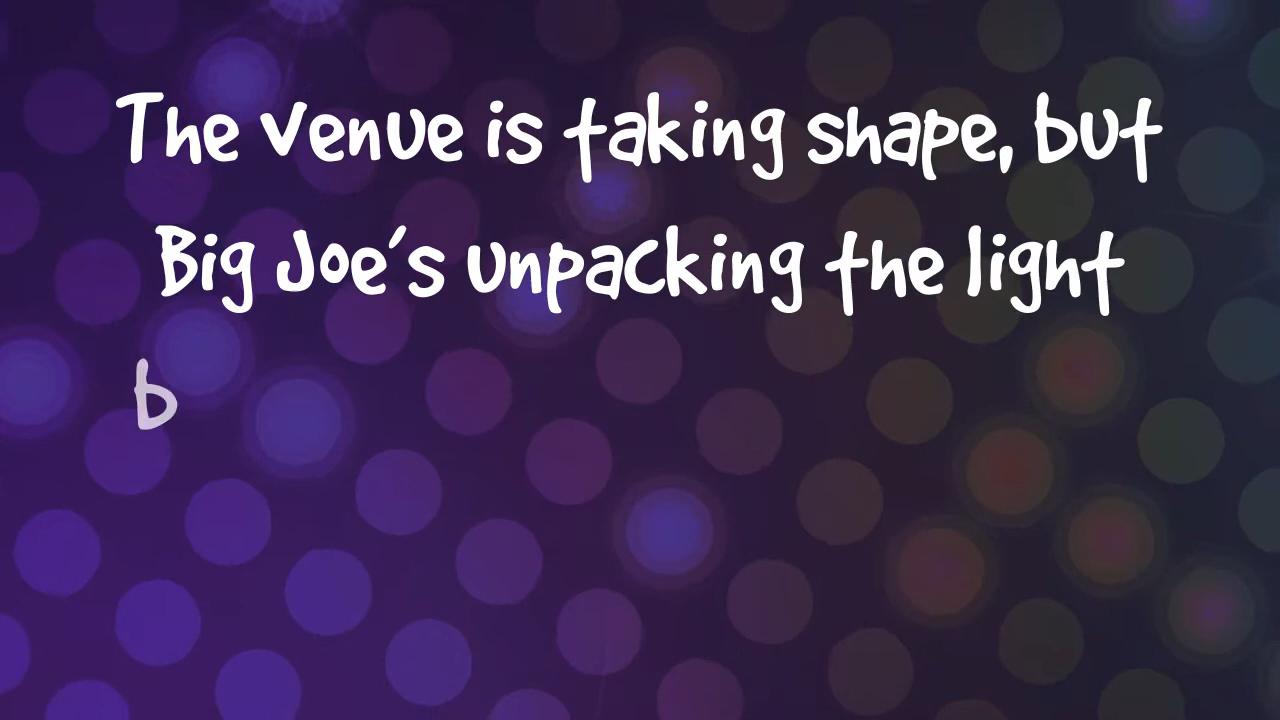 The venue is taking shape, but
Big Joe's unpacking the light
b